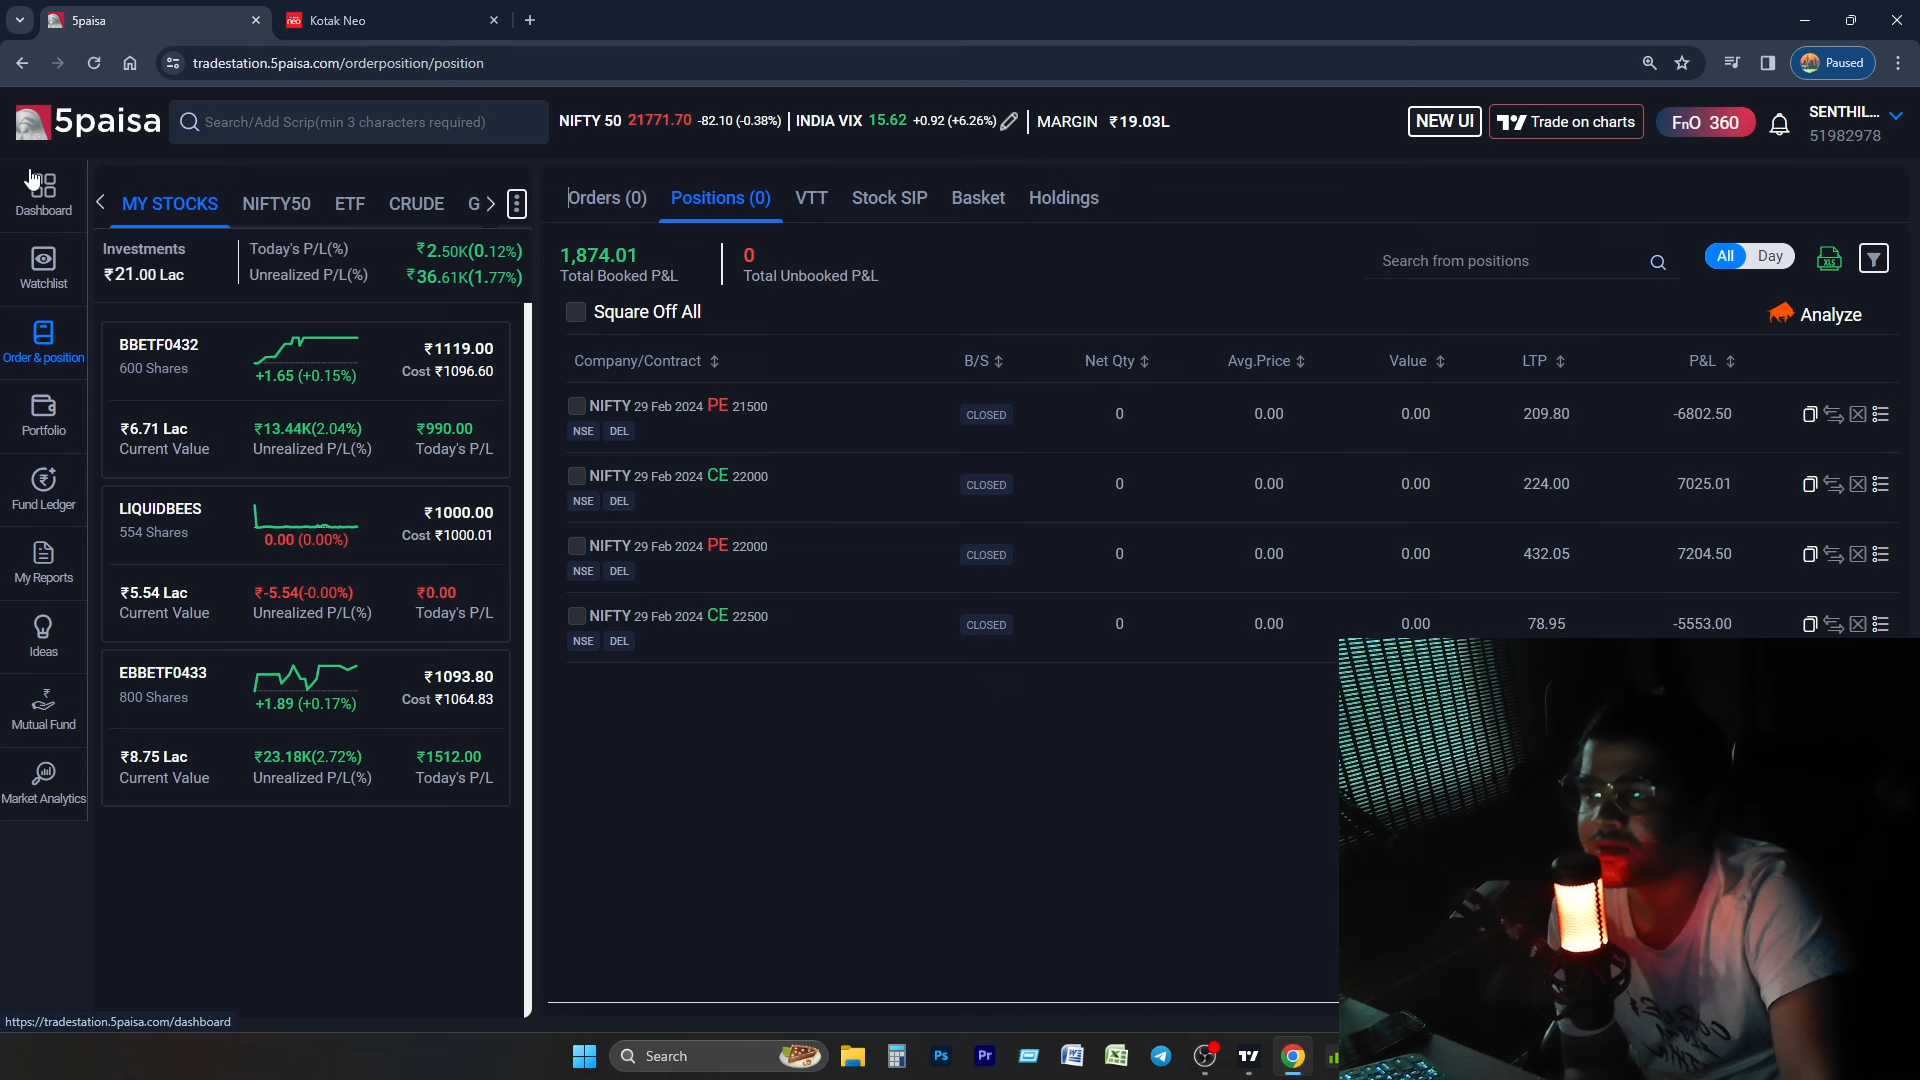 5paisa
Kotak Neo
tradestation.5paisa.com/orderposition/position
Paused
5paisa
Search/Add Scrip(min 3 characters required)
NIFTY 50 21771.70 -82.10 (-0.38%)
INDIA VIX 15.62 +0.92 (+6.26%)
MARGIN ₹19.03L
NEW UI
Trade on charts
FnO 360
SENTHIL...
51982978
Dashboard
Watchlist
Order & position
Portfolio
Fund Ledger
My Reports
Ideas
Mutual Fund
Market Analytics
MY STOCKS NIFTY50 ETF CRUDE G
Investments Today's P/L(%) ₹2.50K(0.12%)
₹21.00 Lac Unrealized P/L(%) ₹36.61K(1.77%)
BBETF0432 ₹1119.00
600 Shares +1.65 (+0.15%) Cost ₹1096.60
₹6.71 Lac ₹13.44K(2.04%) ₹990.00
Current Value Unrealized P/L(%) Today's P/L
LIQUIDBEES ₹1000.00
554 Shares 0.00 (0.00%) Cost ₹1000.01
₹5.54 Lac ₹-5.54(-0.00%) ₹0.00
Current Value Unrealized P/L(%) Today's P/L
EBBETF0433 ₹1093.80
800 Shares +1.89 (+0.17%) Cost ₹1064.83
₹8.75 Lac ₹23.18K(2.72%) ₹1512.00
Current Value Unrealized P/L(%) Today's P/L
Orders (0) Positions (0) VTT Stock SIP Basket Holdings
1,874.01 0
Total Booked P&L Total Unbooked P&L
Search from positions
All Day
XLS
Square Off All
Analyze
Company/Contract B/S Net Qty Avg.Price Value LTP P&L
NIFTY 29 Feb 2024 PE 21500 CLOSED 0 0.00 0.00 209.80 -6802.50
NSE DEL
NIFTY 29 Feb 2024 CE 22000 CLOSED 0 0.00 0.00 224.00 7025.01
NSE DEL
NIFTY 29 Feb 2024 PE 22000 CLOSED 0 0.00 0.00 432.05 7204.50
NSE DEL
NIFTY 29 Feb 2024 CE 22500 CLOSED 0 0.00 0.00 78.95 -5553.00
NSE DEL
https://tradestation.5paisa.com/dashboard
Search
Ps
Pr